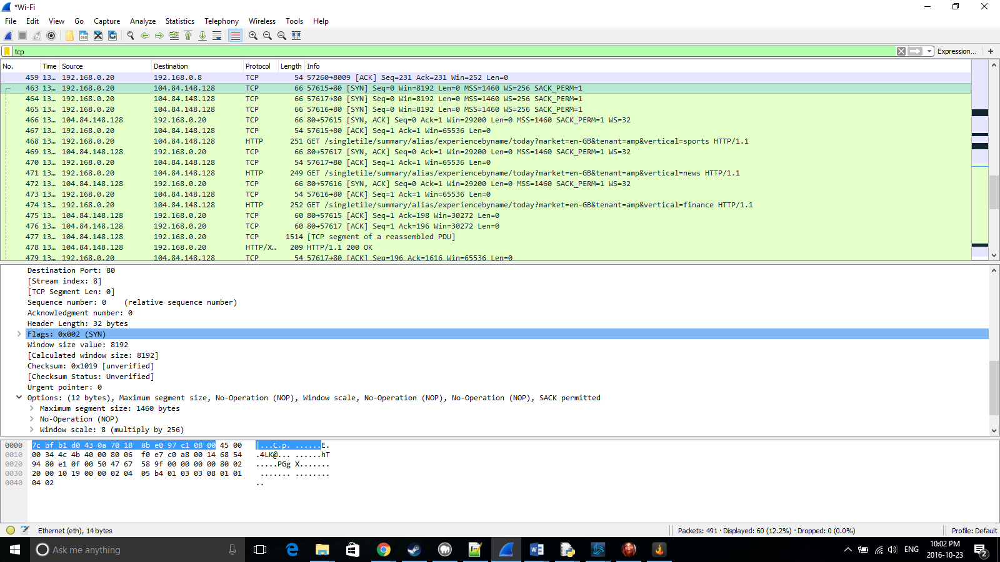 *Wi-Fi
File Edit View Go Capture Analyze Statistics Telephony Wireless Tools Help
tcp Expression... +
No. Time Source Destination Protocol Length Info
459 13... 192.168.0.20 192.168.0.8 TCP 54 57260→8009 [ACK] Seq=231 Ack=231 Win=252 Len=0
463 13... 192.168.0.20 104.84.148.128 TCP 66 57615→80 [SYN] Seq=0 Win=8192 Len=0 MSS=1460 WS=256 SACK_PERM=1
464 13... 192.168.0.20 104.84.148.128 TCP 66 57617→80 [SYN] Seq=0 Win=8192 Len=0 MSS=1460 WS=256 SACK_PERM=1
465 13... 192.168.0.20 104.84.148.128 TCP 66 57616→80 [SYN] Seq=0 Win=8192 Len=0 MSS=1460 WS=256 SACK_PERM=1
466 13... 104.84.148.128 192.168.0.20 TCP 66 80→57615 [SYN, ACK] Seq=0 Ack=1 Win=29200 Len=0 MSS=1460 SACK_PERM=1 WS=32
467 13... 192.168.0.20 104.84.148.128 TCP 54 57615→80 [ACK] Seq=1 Ack=1 Win=65536 Len=0
468 13... 192.168.0.20 104.84.148.128 HTTP 251 GET /singletile/summary/alias/experiencebyname/today?market=en-GB&tenant=amp&vertical=sports HTTP/1.1
469 13... 104.84.148.128 192.168.0.20 TCP 66 80→57617 [SYN, ACK] Seq=0 Ack=1 Win=29200 Len=0 MSS=1460 SACK_PERM=1 WS=32
470 13... 192.168.0.20 104.84.148.128 TCP 54 57617→80 [ACK] Seq=1 Ack=1 Win=65536 Len=0
471 13... 192.168.0.20 104.84.148.128 HTTP 249 GET /singletile/summary/alias/experiencebyname/today?market=en-GB&tenant=amp&vertical=news HTTP/1.1
472 13... 104.84.148.128 192.168.0.20 TCP 66 80→57616 [SYN, ACK] Seq=0 Ack=1 Win=29200 Len=0 MSS=1460 SACK_PERM=1 WS=32
473 13... 192.168.0.20 104.84.148.128 TCP 54 57616→80 [ACK] Seq=1 Ack=1 Win=65536 Len=0
474 13... 192.168.0.20 104.84.148.128 HTTP 252 GET /singletile/summary/alias/experiencebyname/today?market=en-GB&tenant=amp&vertical=finance HTTP/1.1
475 13... 104.84.148.128 192.168.0.20 TCP 60 80→57615 [ACK] Seq=1 Ack=198 Win=30272 Len=0
476 13... 104.84.148.128 192.168.0.20 TCP 60 80→57617 [ACK] Seq=1 Ack=196 Win=30272 Len=0
477 13... 104.84.148.128 192.168.0.20 TCP 1514 [TCP segment of a reassembled PDU]
478 13... 104.84.148.128 192.168.0.20 HTTP/X... 209 HTTP/1.1 200 OK
479 13... 192.168.0.20 104.84.148.128 TCP 54 57617→80 [ACK] Seq=196 Ack=1616 Win=65536 Len=0
Destination Port: 80
[Stream index: 8]
[TCP Segment Len: 0]
Sequence number: 0 (relative sequence number)
Acknowledgment number: 0
Header Length: 32 bytes
Flags: 0x002 (SYN)
Window size value: 8192
[Calculated window size: 8192]
Checksum: 0x1019 [unverified]
[Checksum Status: Unverified]
Urgent pointer: 0
Options: (12 bytes), Maximum segment size, No-Operation (NOP), Window scale, No-Operation (NOP), No-Operation (NOP), SACK permitted
Maximum segment size: 1460 bytes
No-Operation (NOP)
Window scale: 8 (multiply by 256)
0000 7c bf b1 d0 43 0a 70 18 8b e0 97 c1 08 00 45 00 |...C.p. ......E.
0010 00 34 4c 4b 40 00 80 06 f0 e7 c0 a8 00 14 68 54 .4LK@... ......hT
0020 94 80 e1 0f 00 50 47 67 58 9f 00 00 00 00 80 02 .....PGg X.......
0030 20 00 10 19 00 00 02 04 05 b4 01 03 03 08 01 01 ....... ........
0040 04 02 ..
Ethernet (eth), 14 bytes Packets: 491 · Displayed: 60 (12.2%) · Dropped: 0 (0.0%) Profile: Default
Ask me anything ENG 10:02 PM
2016-10-23 2